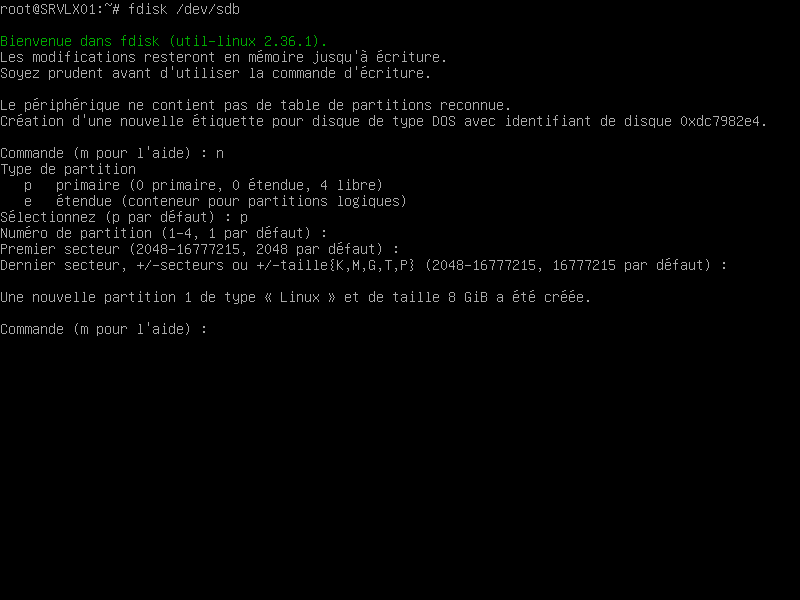 root@SRVLX01:~# fdisk /dev/sdb
Bienvenue dans fdisk (util-linux 2.36.1).
Les modifications resteront en mémoire jusqu'à écriture.
Soyez prudent avant d'utiliser la commande d'écriture.
Le périphérique ne contient pas de table de partitions reconnue.
Création d'une nouvelle étiquette pour disque de type DOS avec identifiant de disque 0xdc7982e4.
Commande (m pour l'aide) : n
Type de partition
   p   primaire (0 primaire, 0 étendue, 4 libre)
   e   étendue (conteneur pour partitions logiques)
Sélectionnez (p par défaut) : p
Numéro de partition (1-4, 1 par défaut) :
Premier secteur (2048-16777215, 2048 par défaut) :
Dernier secteur, +/-secteurs ou +/-taille{K,M,G,T,P} (2048-16777215, 16777215 par défaut) :
Une nouvelle partition 1 de type « Linux » et de taille 8 GiB a été créée.
Commande (m pour l'aide) :